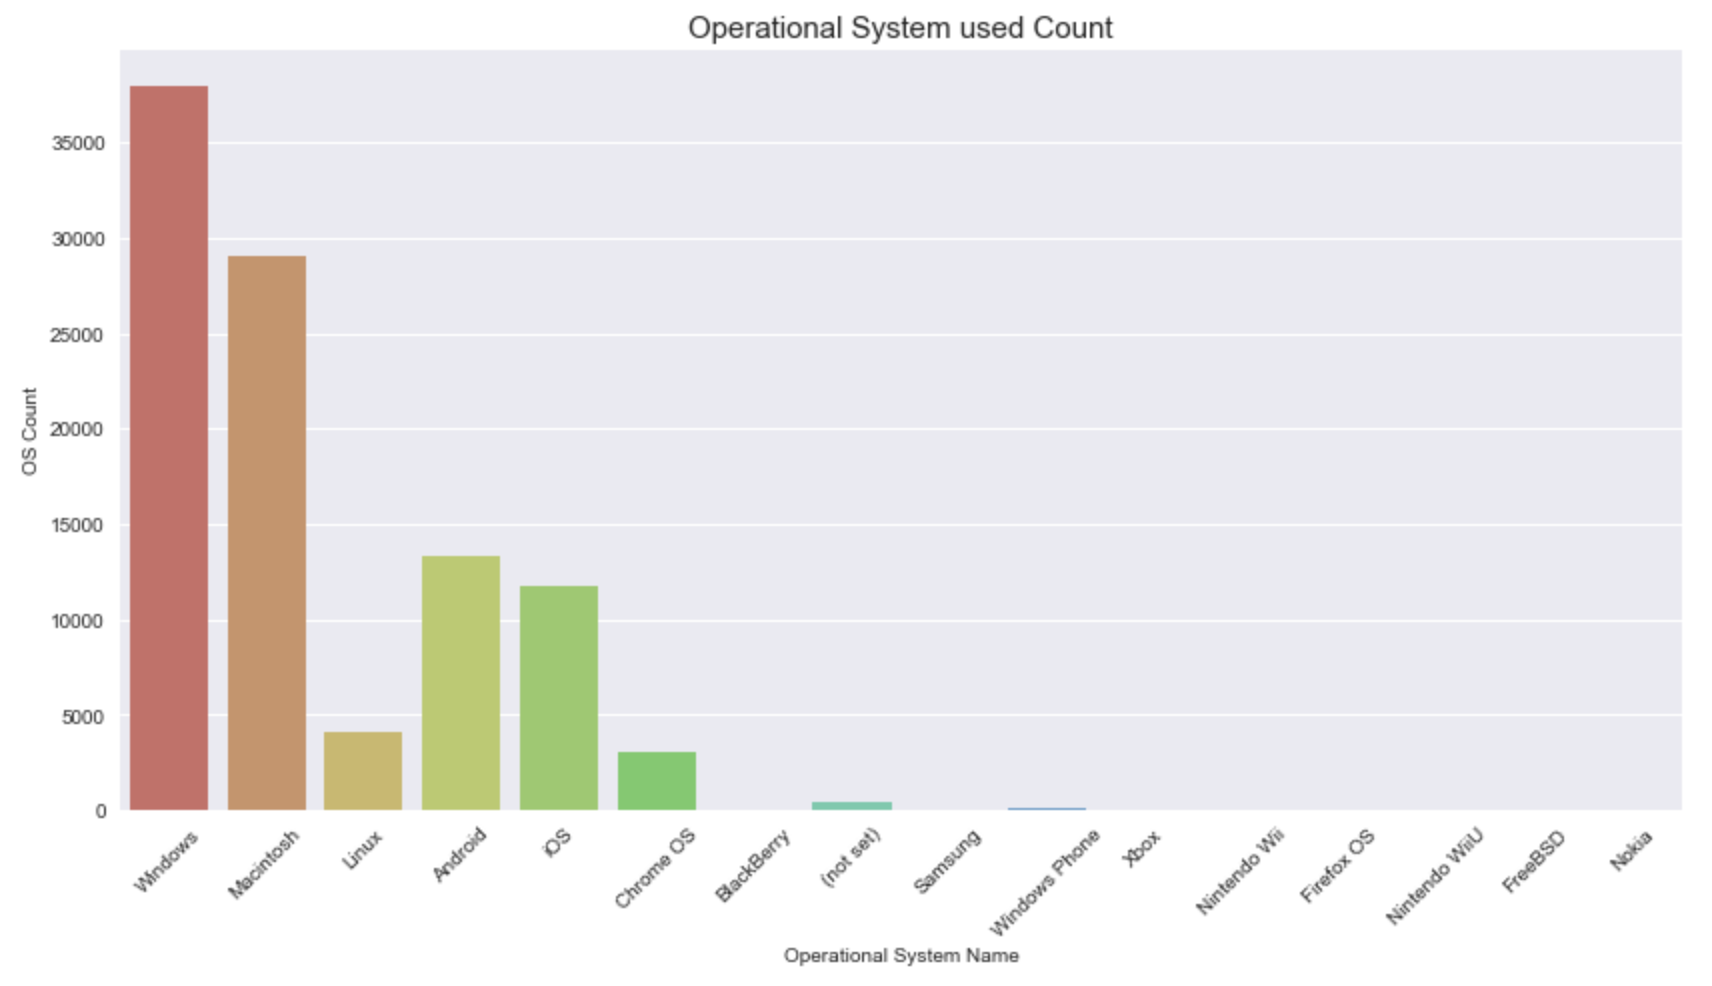 Operational System used Count
35000
30000
25000
20000
15000
10000
5000
0
OS Count
Windows
Macintosh
Linux
Android
iOS
Chrome OS
BlackBerry
(not set)
Samsung
Windows Phone
Xbox
Nintendo Wii
Firefox OS
Nintendo WiiU
FreeBSD
Nokia
Operational System Name